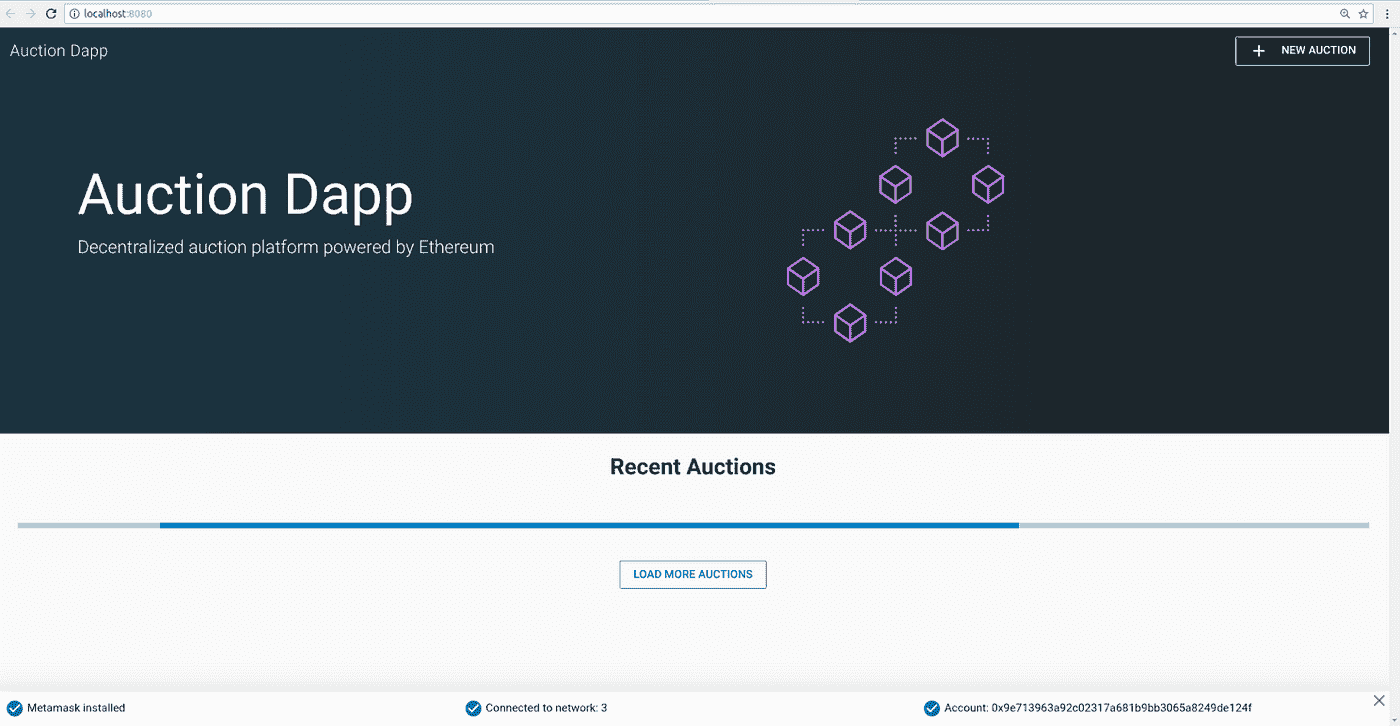 localhost:8080
Auction Dapp
NEW AUCTION
Auction Dapp
Decentralized auction platform powered by Ethereum
Recent Auctions
LOAD MORE AUCTIONS
Metamask installed
Connected to network: 3
Account: 0x9e713963a92c02317a681b9bb3065a8249de124f